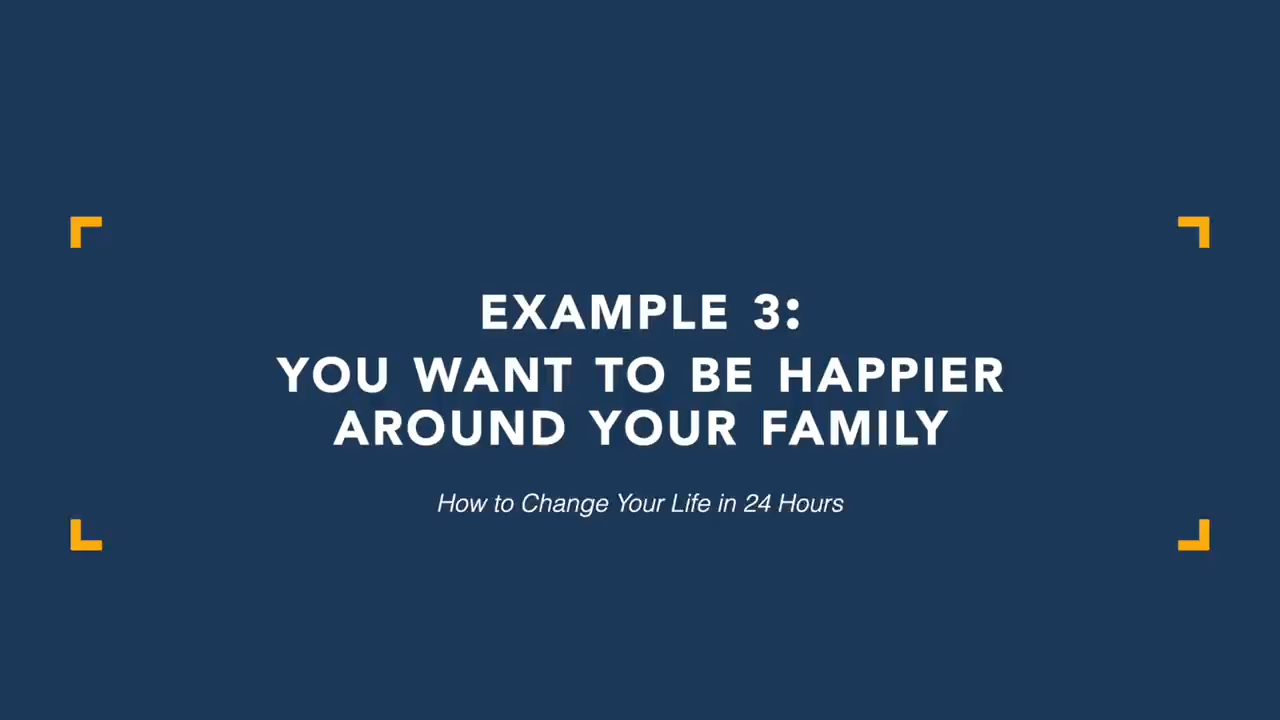 EXAMPLE 3:
YOU WANT TO BE HAPPIER
AROUND YOUR FAMILY
How to Change Your Life in 24 Hours